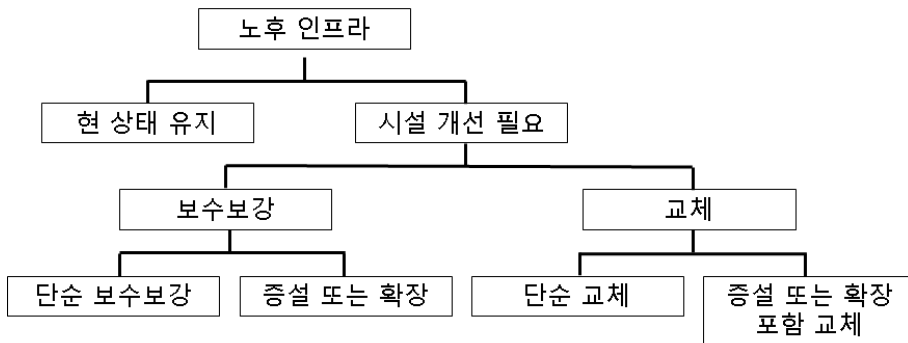 노후 인프라
현 상태 유지
시설 개선 필요
보수보강
교체
단순 보수보강
증설 또는 확장
단순 교체
증설 또는 확장
포함 교체